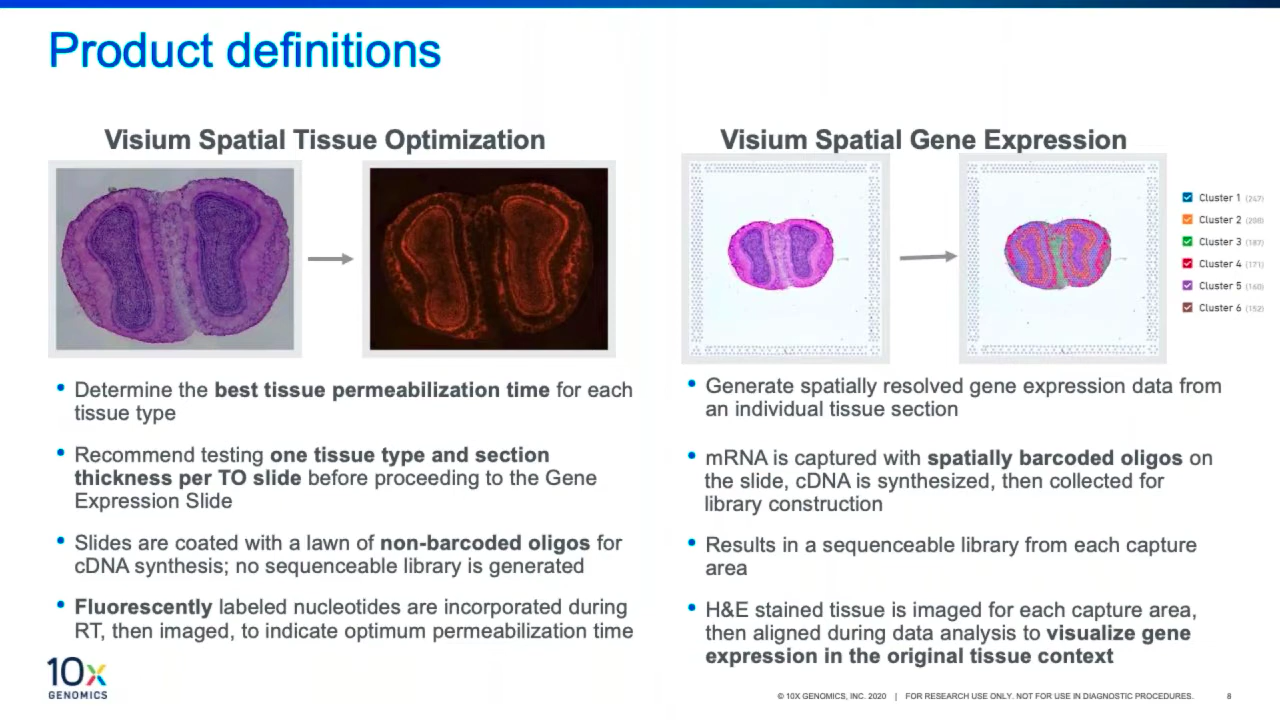 Product definitions
Visium Spatial Tissue Optimization
• Determine the best tissue permeabilization time for each
tissue type
• Recommend testing one tissue type and section
thickness per TO slide before proceeding to the Gene
Expression Slide
• Slides are coated with a lawn of non-barcoded oligos for
cDNA synthesis; no sequenceable library is generated
• Fluorescently labeled nucleotides are incorporated during
RT, then imaged, to indicate optimum permeabilization time
Visium Spatial Gene Expression
Cluster 1 (247)
Cluster 2 (208)
Cluster 3 (187)
Cluster 4 (171)
Cluster 5 (160)
Cluster 6 (152)
• Generate spatially resolved gene expression data from
an individual tissue section
• mRNA is captured with spatially barcoded oligos on
the slide, cDNA is synthesized, then collected for
library construction
• Results in a sequenceable library from each capture
area
• H&E stained tissue is imaged for each capture area,
then aligned during data analysis to visualize gene
expression in the original tissue context
10x
GENOMICS
© 10X GENOMICS, INC. 2020 | FOR RESEARCH USE ONLY. NOT FOR USE IN DIAGNOSTIC PROCEDURES. 8